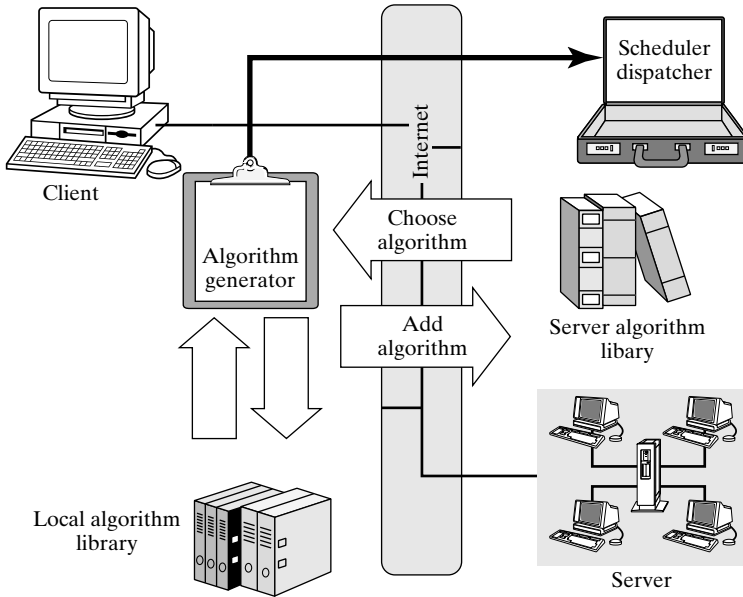 Scheduler
dispatcher
Internet
Client
Choose
algorithm
Algorithm
generator
Add
algorithm
Server algorithm
libary
Local algorithm
library
Server